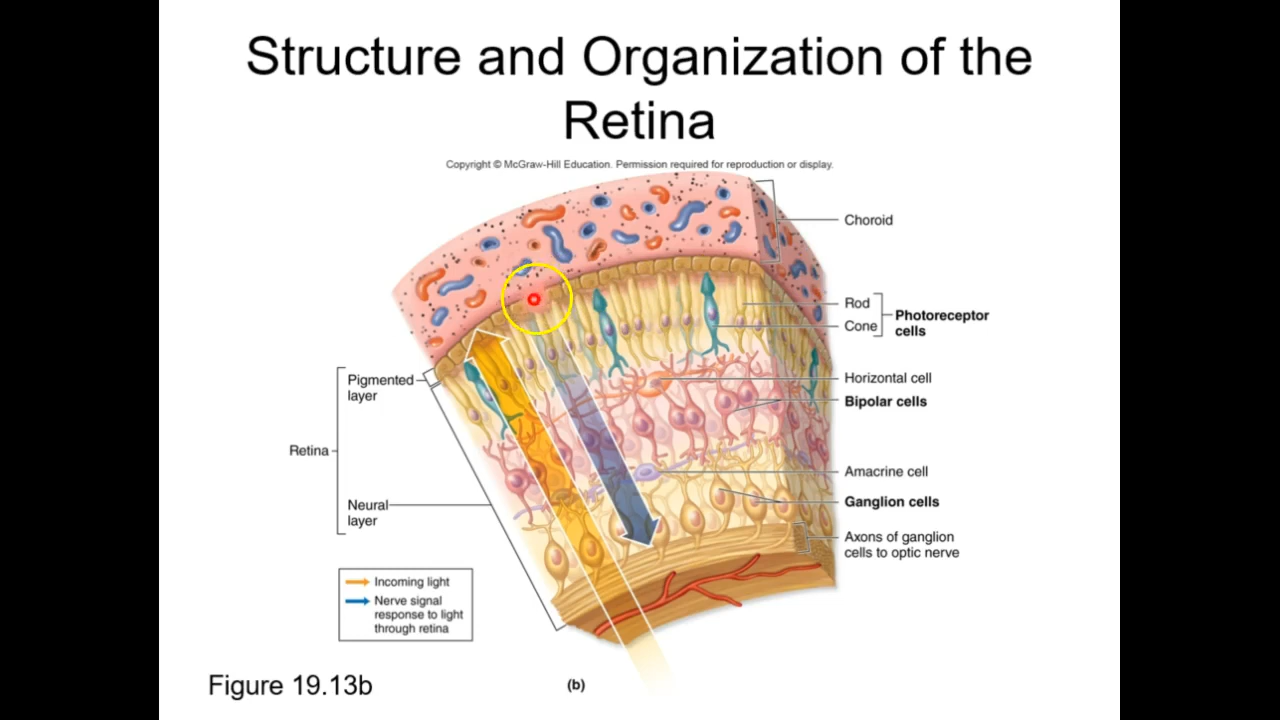 Structure and Organization of the
Retina
Copyright © McGraw-Hill Education. Permission required for reproduction or display.
Choroid
Rod
Cone
Photoreceptor
cells
Pigmented
layer
Horizontal cell
Bipolar cells
Retina
Amacrine cell
Neural
layer
Ganglion cells
Axons of ganglion
cells to optic nerve
Incoming light
Nerve signal
response to light
through retina
Figure 19.13b
(b)